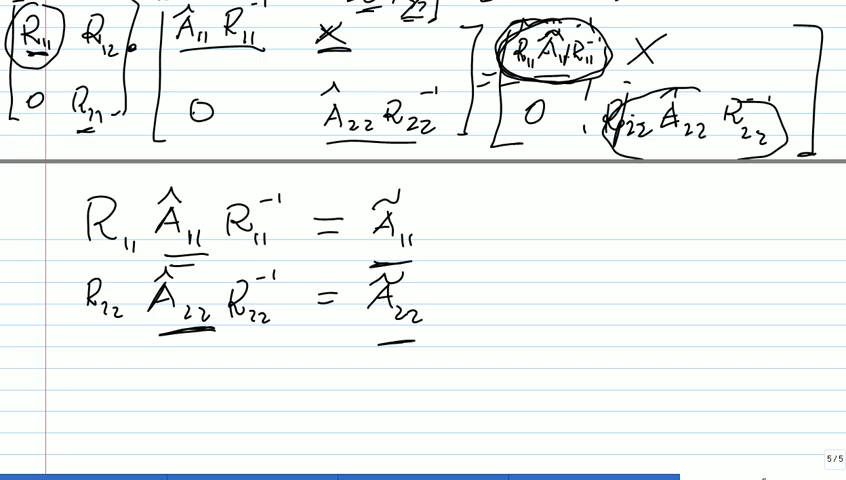 [ R₁₁ R₁₂ ; 0 R₂₂ ] . [ Â₁₁ R₁₁⁻¹ X ; 0 Â₂₂ R₂₂⁻¹ ] = [ R₁₁ Â₁₁ R₁₁⁻¹ X ; 0 R₂₂ Â₂₂ R₂₂⁻¹ ]
R₁₁ Â₁₁ R₁₁⁻¹ = Ã₁₁
R₂₂ Â₂₂ R₂₂⁻¹ = Ã₂₂
5/5